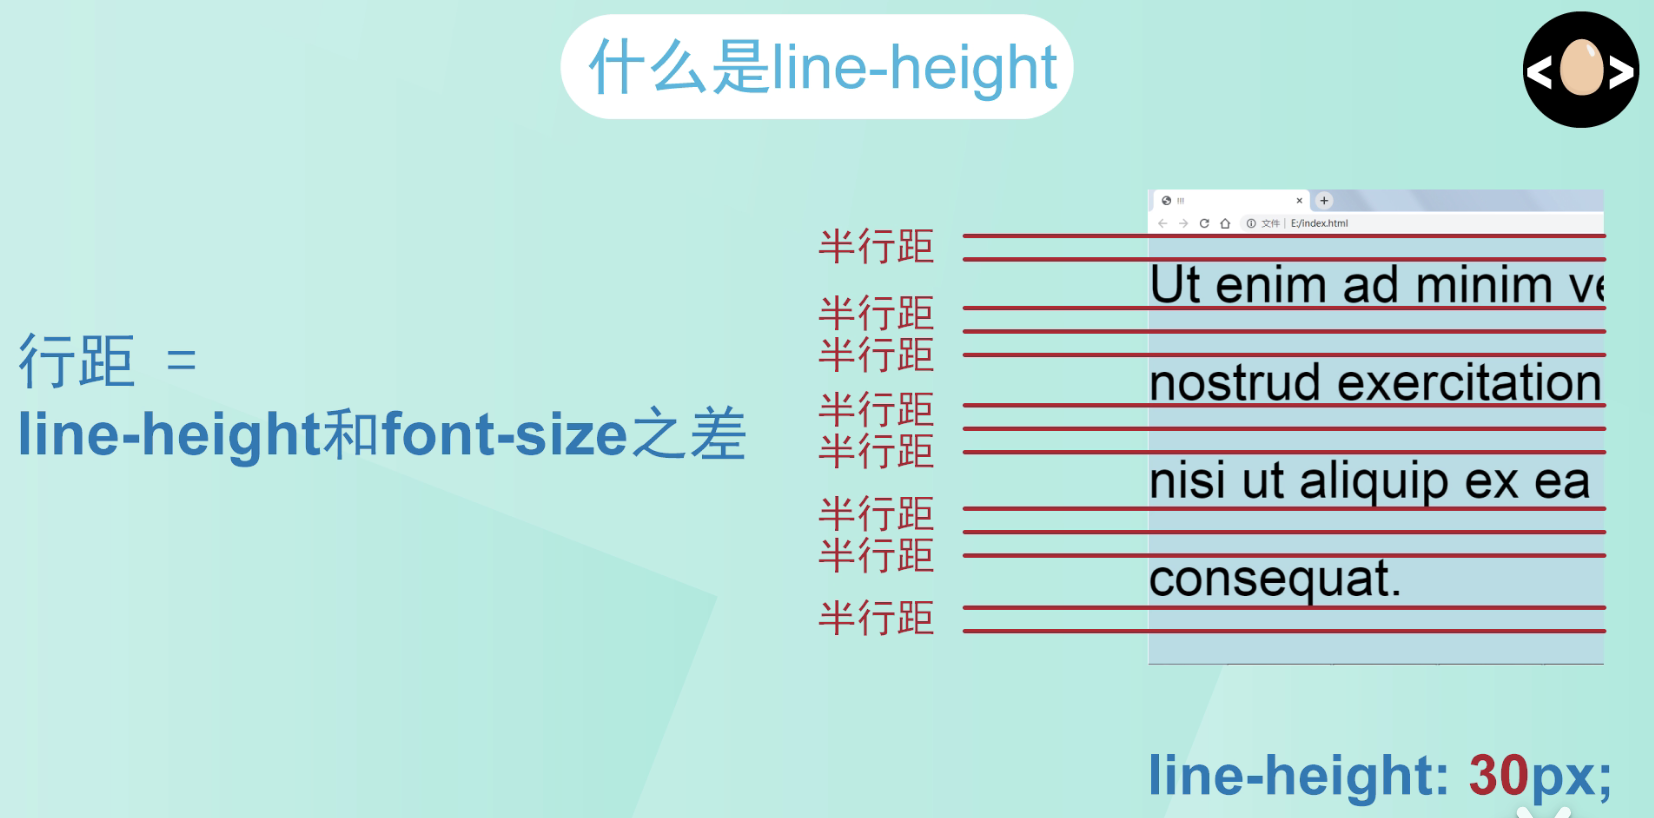 什么是line-height
< >
!!!
文件 E:/index.html
半行距
Ut enim ad minim ve
半行距
半行距
nostrud exercitation
半行距
半行距
nisi ut aliquip ex ea
半行距
半行距
consequat.
半行距
行距 =
line-height和font-size之差
line-height: 30px;